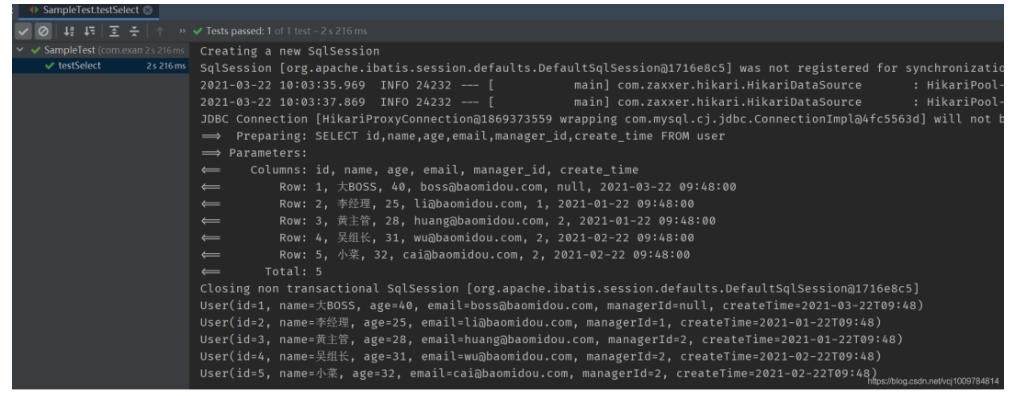 SampleTest.testSelect
Tests passed: 1 of 1 test – 2 s 216 ms
SampleTest (com.exan 2 s 216 ms
testSelect 2 s 216 ms
Creating a new SqlSession
SqlSession [org.apache.ibatis.session.defaults.DefaultSqlSession@1716e8c5] was not registered for synchronizatio
2021-03-22 10:03:35.969  INFO 24232 --- [           main] com.zaxxer.hikari.HikariDataSource       : HikariPool-
2021-03-22 10:03:37.869  INFO 24232 --- [           main] com.zaxxer.hikari.HikariDataSource       : HikariPool-
JDBC Connection [HikariProxyConnection@1869373559 wrapping com.mysql.cj.jdbc.ConnectionImpl@4fc5563d] will not b
==>  Preparing: SELECT id,name,age,email,manager_id,create_time FROM user
==> Parameters:
<==    Columns: id, name, age, email, manager_id, create_time
<==        Row: 1, 大BOSS, 40, boss@baomidou.com, null, 2021-03-22 09:48:00
<==        Row: 2, 李经理, 25, li@baomidou.com, 1, 2021-01-22 09:48:00
<==        Row: 3, 黄主管, 28, huang@baomidou.com, 2, 2021-01-22 09:48:00
<==        Row: 4, 吴组长, 31, wu@baomidou.com, 2, 2021-02-22 09:48:00
<==        Row: 5, 小菜, 32, cai@baomidou.com, 2, 2021-02-22 09:48:00
<==      Total: 5
Closing non transactional SqlSession [org.apache.ibatis.session.defaults.DefaultSqlSession@1716e8c5]
User(id=1, name=大BOSS, age=40, email=boss@baomidou.com, managerId=null, createTime=2021-03-22T09:48)
User(id=2, name=李经理, age=25, email=li@baomidou.com, managerId=1, createTime=2021-01-22T09:48)
User(id=3, name=黄主管, age=28, email=huang@baomidou.com, managerId=2, createTime=2021-01-22T09:48)
User(id=4, name=吴组长, age=31, email=wu@baomidou.com, managerId=2, createTime=2021-02-22T09:48)
User(id=5, name=小菜, age=32, email=cai@baomidou.com, managerId=2, createTime=2021-02-22T09:48)
https://blog.csdn.net/vcj1009784814